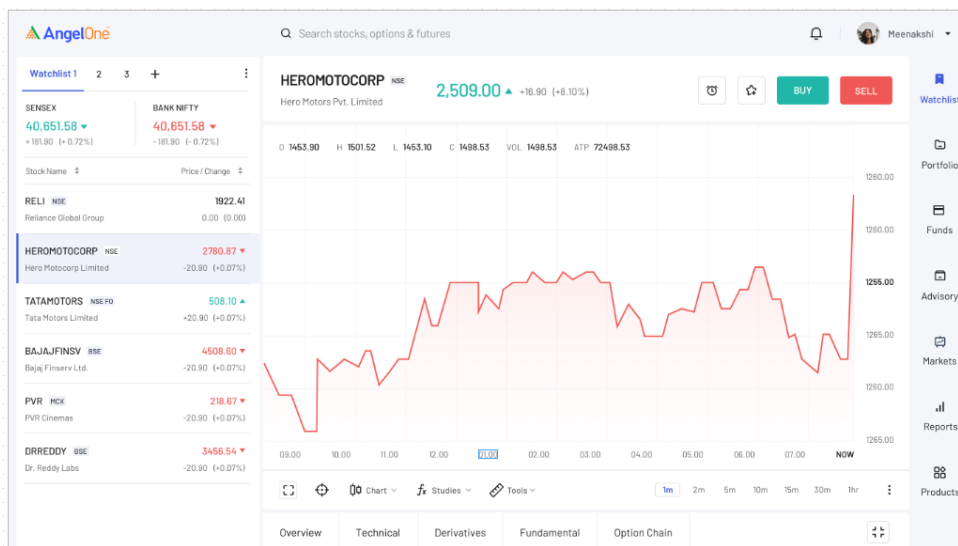 AngelOne
Search stocks, options & futures
Meenakshi
Watchlist 1 2 3 +
SENSEX
40,651.58
+ 181.90 (+ 0.72%)
BANK NIFTY
40,651.58
- 181.90 (- 0.72%)
Stock Name Price / Change
RELI NSE 1922.41
Reliance Global Group 0.00 (0.00)
HEROMOTOCORP NSE 2780.87
Hero Motocorp Limited -20.90 (+0.07%)
TATAMOTORS NSE FO 508.10
Tata Motors Limited +20.90 (+0.07%)
BAJAJFINSV BSE 4508.60
Bajaj Finserv Ltd. -20.90 (+0.07%)
PVR MCX 218.67
PVR Cinemas -20.90 (+0.07%)
DRREDDY BSE 3456.54
Dr. Reddy Labs -20.90 (+0.07%)
HEROMOTOCORP NSE
Hero Motors Pvt. Limited
2,509.00 +16.90 (+8.10%)
BUY SELL
O 1453.90 H 1501.52 L 1453.10 C 1498.53 VOL 1498.53 ATP 72498.53
1260.00
1260.00
1255.00
1265.00
1260.00
1265.00
09.00 10.00 11.00 12.00 01.00 02.00 03.00 04.00 05.00 06.00 07.00 NOW
Chart fx Studies Tools 1m 2m 5m 10m 15m 30m 1hr
Overview Technical Derivatives Fundamental Option Chain
Watchlist
Portfolio
Funds
Advisory
Markets
Reports
Products